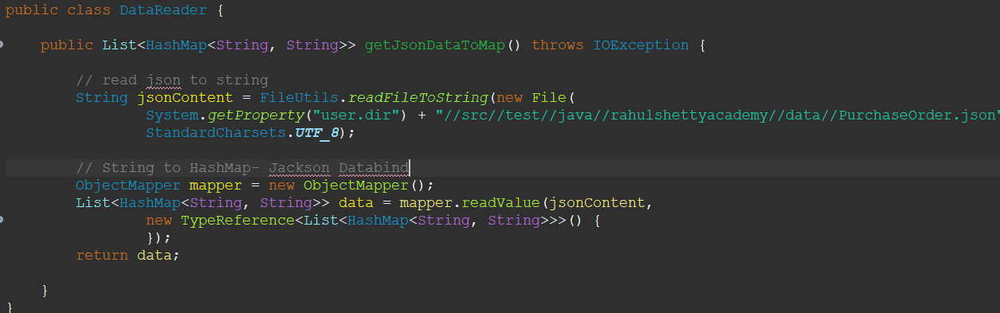 public class DataReader {
public List<HashMap<String, String>> getJsonDataToMap() throws IOException {
// read json to string
String jsonContent = FileUtils.readFileToString(new File(
System.getProperty("user.dir") + "//src//test//java//rahulshettyacademy//data//PurchaseOrder.json"
StandardCharsets.UTF_8);
// String to HashMap- Jackson Databind
ObjectMapper mapper = new ObjectMapper();
List<HashMap<String, String>> data = mapper.readValue(jsonContent,
new TypeReference<List<HashMap<String, String>>>() {
});
return data;
}
}